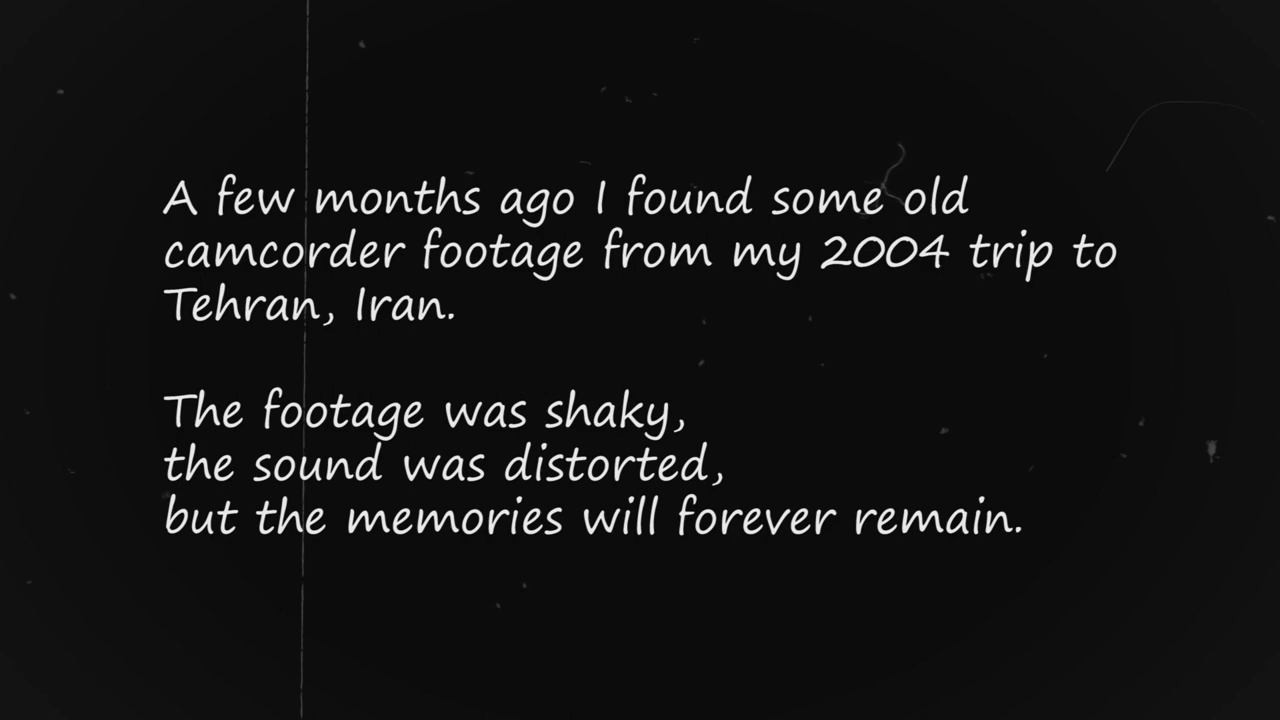 A few months ago I found some old
camcorder footage from my 2004 trip to
Tehran, Iran.
The footage was shaky,
the sound was distorted,
but the memories will forever remain.